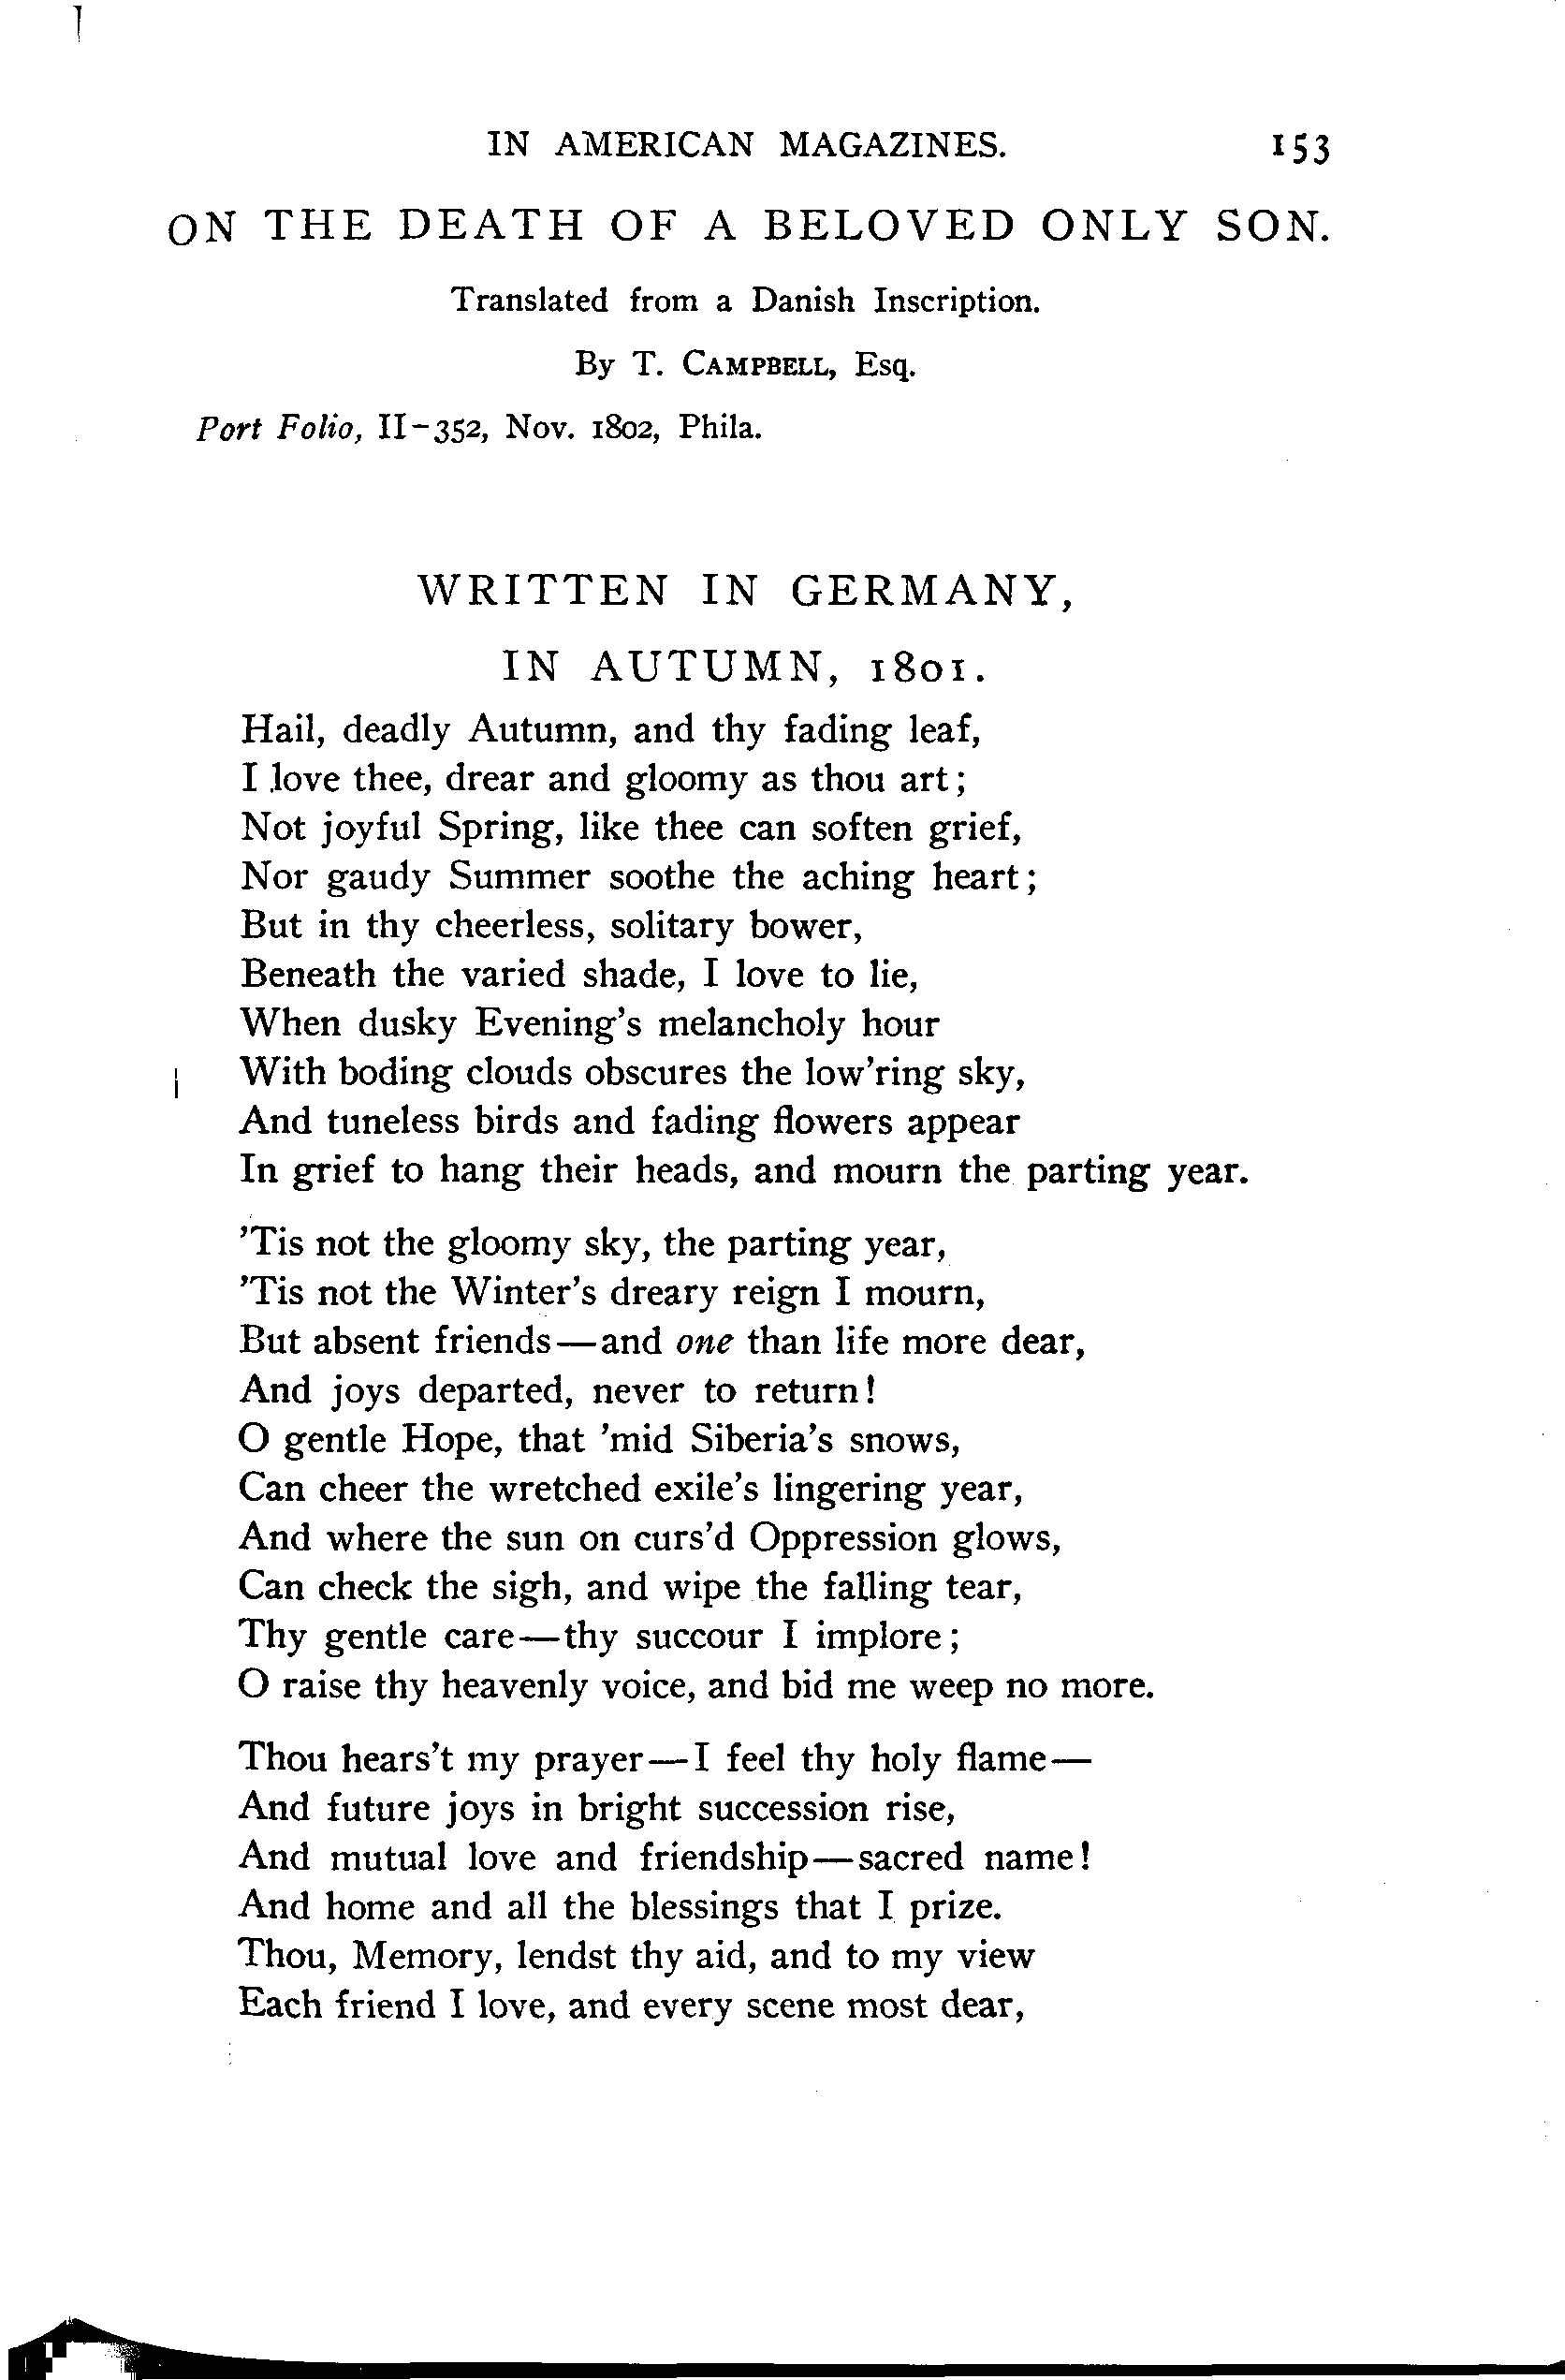 IN AMERICAN MAGAZINES. 153
ON THE DEATH OF A BELOVED ONLY SON.
Translated from a Danish Inscription.
By T. CAMPBELL, Esq.
Port Folio, II-352, Nov. 1802, Phila.
WRITTEN IN GERMANY,
IN AUTUMN, 1801.
Hail, deadly Autumn, and thy fading leaf,
I love thee, drear and gloomy as thou art;
Not joyful Spring, like thee can soften grief,
Nor gaudy Summer soothe the aching heart;
But in thy cheerless, solitary bower,
Beneath the varied shade, I love to lie,
When dusky Evening's melancholy hour
With boding clouds obscures the low'ring sky,
And tuneless birds and fading flowers appear
In grief to hang their heads, and mourn the parting year.
'Tis not the gloomy sky, the parting year,
'Tis not the Winter's dreary reign I mourn,
But absent friends—and one than life more dear,
And joys departed, never to return!
O gentle Hope, that 'mid Siberia's snows,
Can cheer the wretched exile's lingering year,
And where the sun on curs'd Oppression glows,
Can check the sigh, and wipe the falling tear,
Thy gentle care—thy succour I implore;
O raise thy heavenly voice, and bid me weep no more.
Thou hears't my prayer—I feel thy holy flame—
And future joys in bright succession rise,
And mutual love and friendship—sacred name!
And home and all the blessings that I prize.
Thou, Memory, lendst thy aid, and to my view
Each friend I love, and every scene most dear,